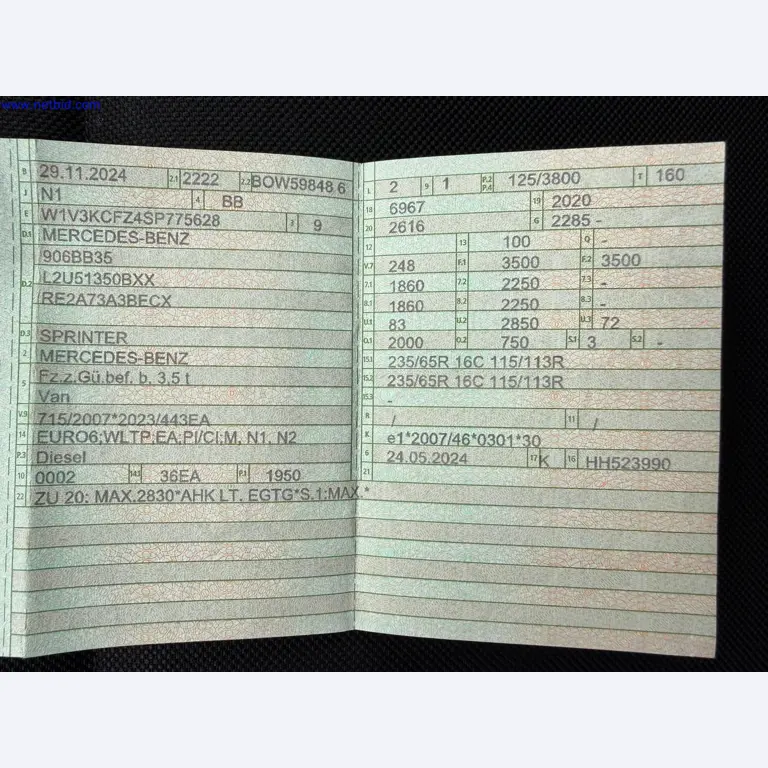 www.netbid.com
B 29.11.2024 2.1 2222 2.2 BOW59848 6
J N1 4 BB
E W1V3KCFZ4SP775628 3 9
D.1 MERCEDES-BENZ
906BB35
D.2 L2U51350BXX
/RE2A73A3BECX
D.3 SPRINTER
2 MERCEDES-BENZ
5 Fz.z.Gü.bef. b. 3,5 t
Van
V.9 715/2007*2023/443EA
14 EURO6;WLTP;EA,PI/CI;M, N1, N2
P.3 Diesel
10 0002 14.1 36EA P.1 1950
22 ZU 20: MAX.2830*AHK LT. EGTG*S.1:MAX.*
L 2 9 1 P.2 P.4 125/3800 T 160
18 6967 19 2020
20 2616 G 2285 -
12 13 100 Q -
V.7 248 F.1 3500 F.2 3500
7.1 1860 7.2 2250 7.3 -
8.1 1860 8.2 2250 8.3 -
U.1 83 U.2 2850 U.3 72
O.1 2000 O.2 750 S.1 3 S.2 -
15.1 235/65R 16C 115/113R
15.2 235/65R 16C 115/113R
15.3 -
R / 11 /
K e1*2007/46*0301*30
6 24.05.2024 17 K 16 HH523990
21